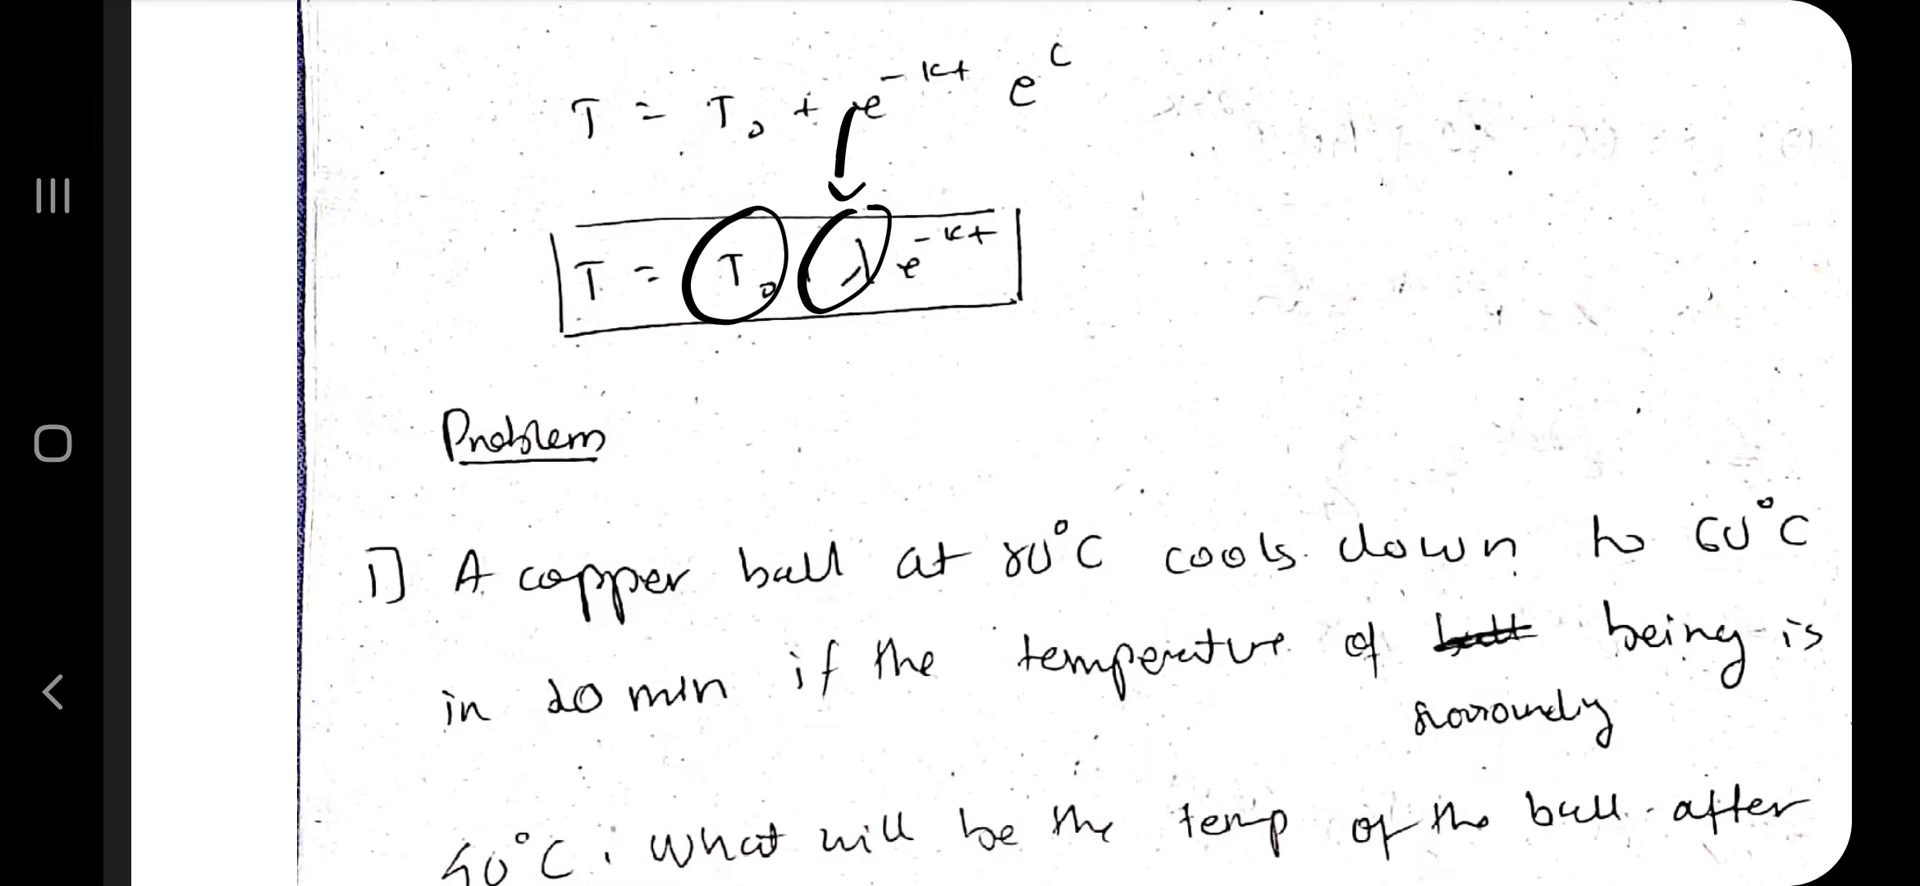 T = T₀ + e^{-kt} e^{c}
T = T₀ λ e^{-kt}
Problem
1] A copper ball at 80°C cools down to 60°C
in 20 min if the temperature of being is
40°C. What will be the temp of the ball after